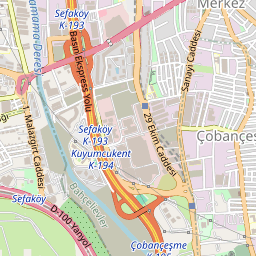 Merkez
Sefaköy
K-193
Basın Ekspres Yolu
29 Ekim Caddesi
Sanayi Caddesi
1. Malazgirt Caddesi
Sefaköy
K-193
Kuyumcukent
K-194
Çobançeşme
Bahçelievler
Sefaköy
D-100 Yanyol
Çobançeşme